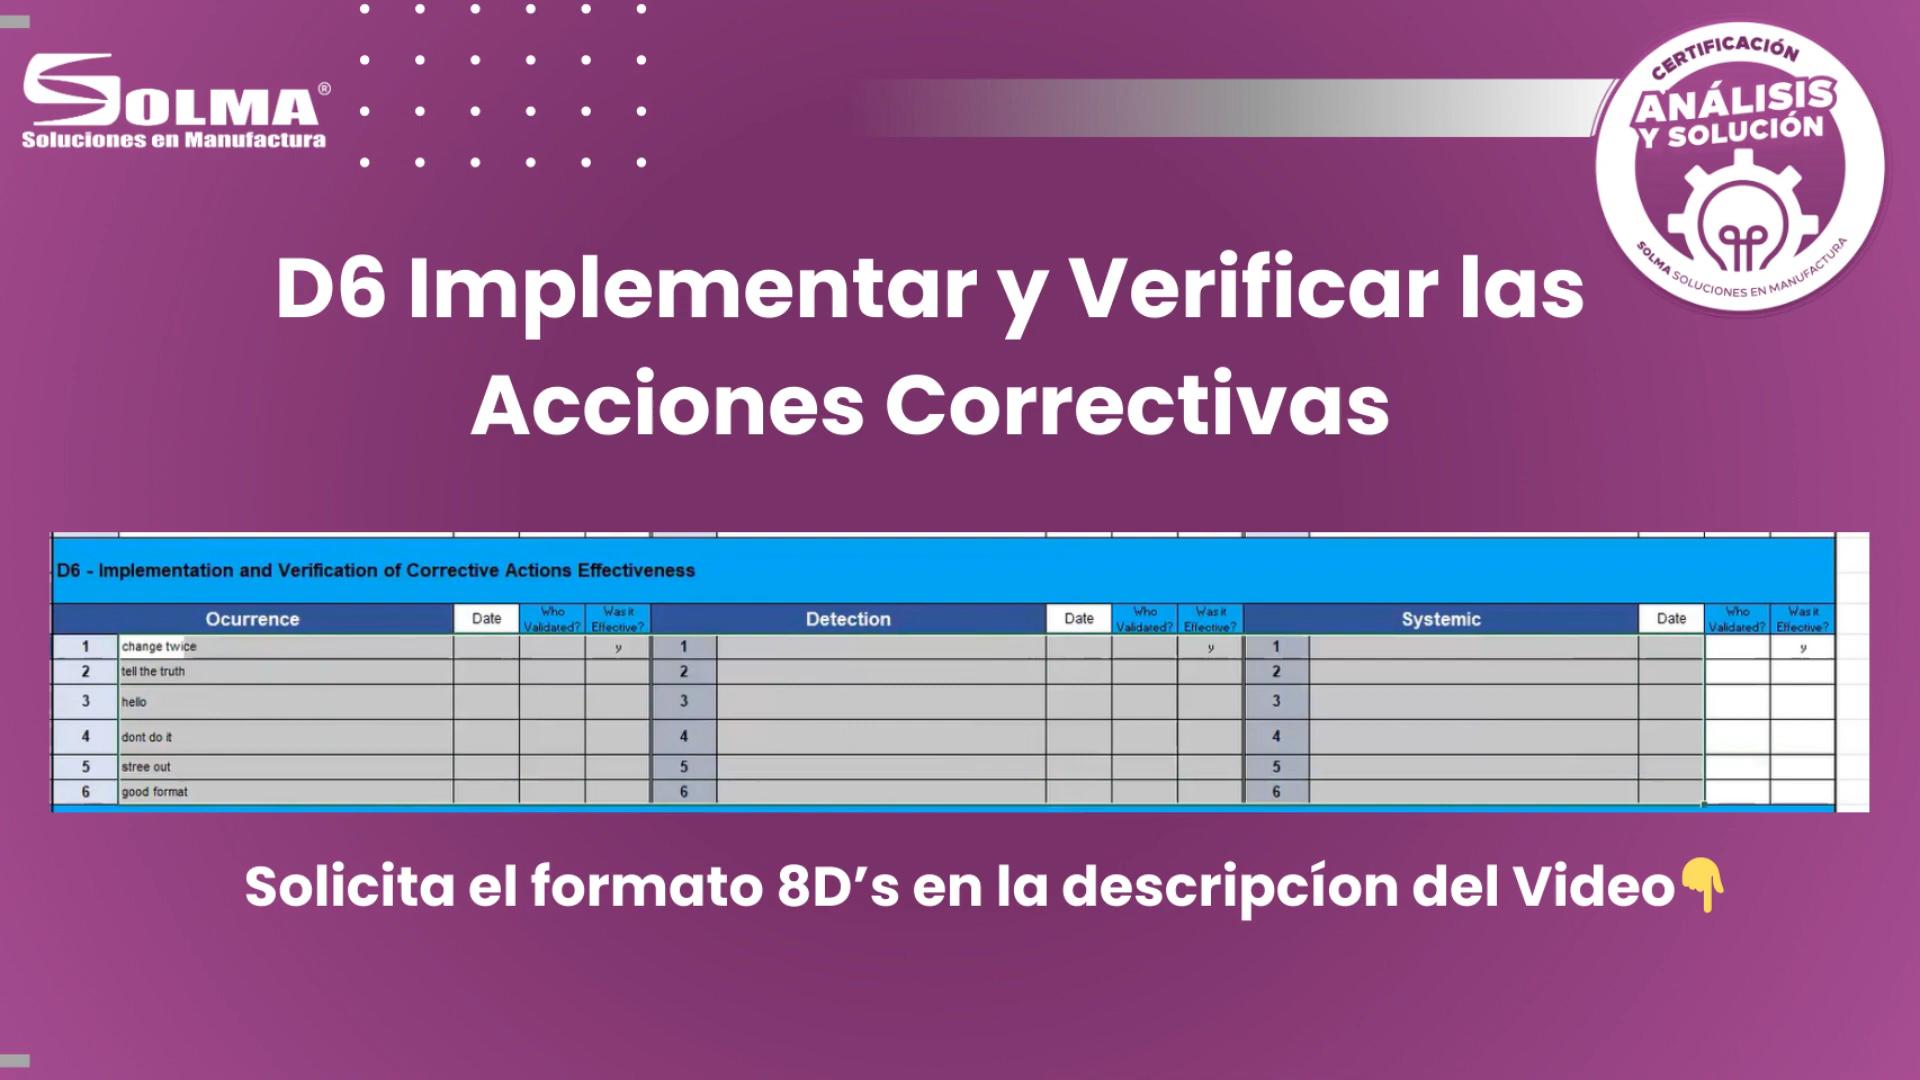 SOLMA®
Soluciones en Manufactura
CERTIFICACIÓN
ANÁLISIS
Y SOLUCIÓN
SOLMA SOLUCIONES EN MANUFACTURA
D6 Implementar y Verificar las
Acciones Correctivas
D6 - Implementation and Verification of Corrective Actions Effectiveness
Ocurrence Date Who Validated? Was it Effective? Detection Date Who Validated? Was it Effective? Systemic Date Who Validated? Was it Effective?
1 change twice y 1 y 1 y
2 tell the truth 2 2
3 hello 3 3
4 dont do it 4 4
5 stree out 5 5
6 good format 6 6
Solicita el formato 8D’s en la descripcíon del Video👇